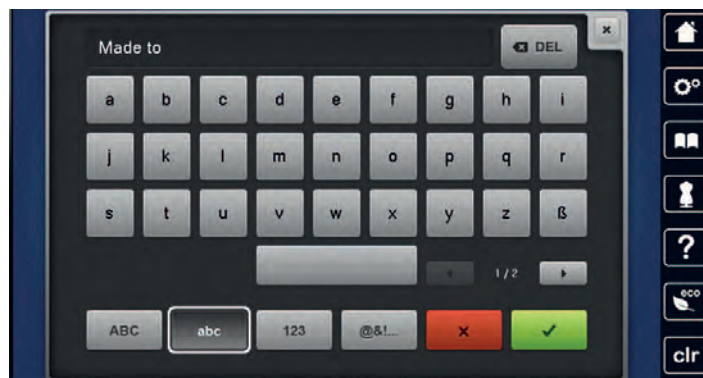 Made to
DEL
a b c d e f g h i
j k l m n o p q r
s t u v w x y z ß
1 / 2
ABC abc 123 @&!...
?
eco
clr